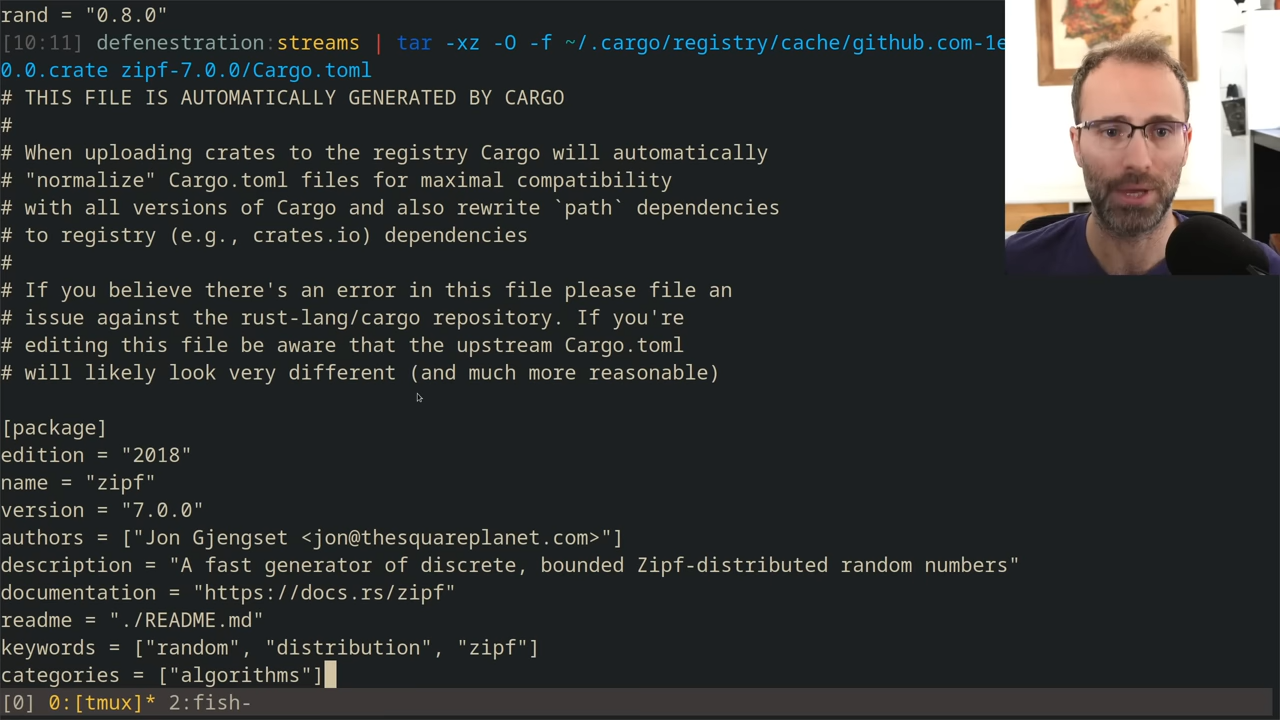 rand = "0.8.0"
[10:11] defenestration:streams | tar -xz -O -f ~/.cargo/registry/cache/github.com-1e
0.0.crate zipf-7.0.0/Cargo.toml
# THIS FILE IS AUTOMATICALLY GENERATED BY CARGO
#
# When uploading crates to the registry Cargo will automatically
# "normalize" Cargo.toml files for maximal compatibility
# with all versions of Cargo and also rewrite `path` dependencies
# to registry (e.g., crates.io) dependencies
#
# If you believe there's an error in this file please file an
# issue against the rust-lang/cargo repository. If you're
# editing this file be aware that the upstream Cargo.toml
# will likely look very different (and much more reasonable)
[package]
edition = "2018"
name = "zipf"
version = "7.0.0"
authors = ["Jon Gjengset <jon@thesquareplanet.com>"]
description = "A fast generator of discrete, bounded Zipf-distributed random numbers"
documentation = "https://docs.rs/zipf"
readme = "./README.md"
keywords = ["random", "distribution", "zipf"]
categories = ["algorithms"]
[0] 0:[tmux]* 2:fish-